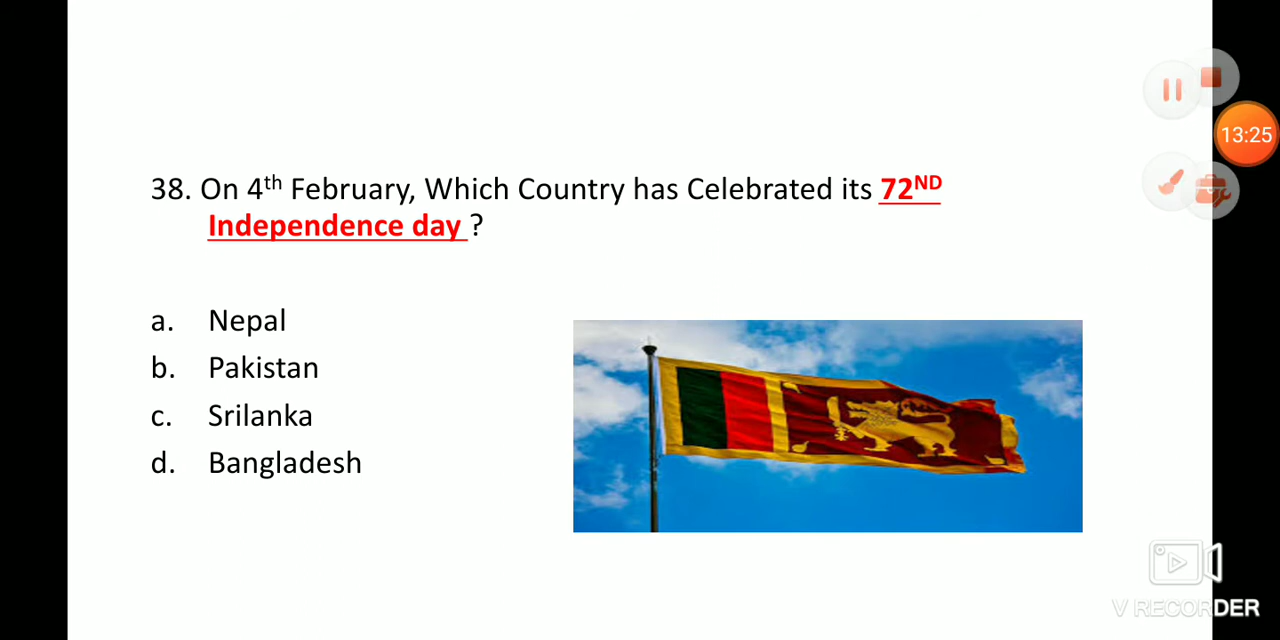 38. On 4th February, Which Country has Celebrated its 72ND
Independence day ?
a. Nepal
b. Pakistan
c. Srilanka
d. Bangladesh
13:25
V RECORDER